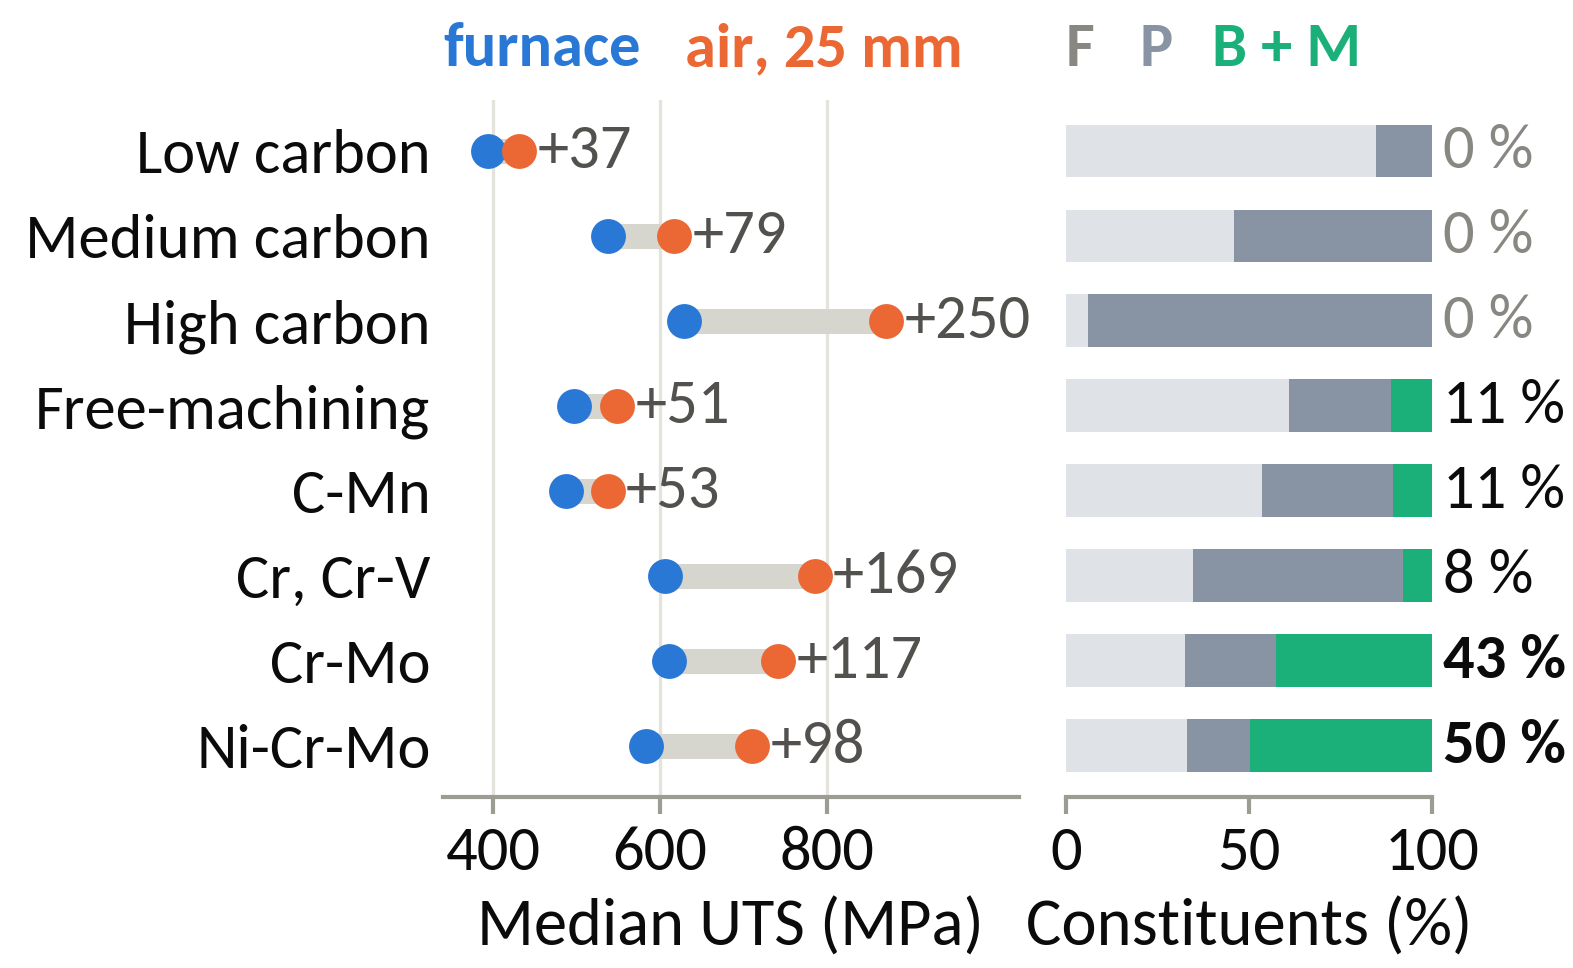 furnace air, 25 mm F P B + M
Low carbon +37 0 %
Medium carbon +79 0 %
High carbon +250 0 %
Free-machining +51 11 %
C-Mn +53 11 %
Cr, Cr-V +169 8 %
Cr-Mo +117 43 %
Ni-Cr-Mo +98 50 %
400 600 800 0 50 100
Median UTS (MPa) Constituents (%)